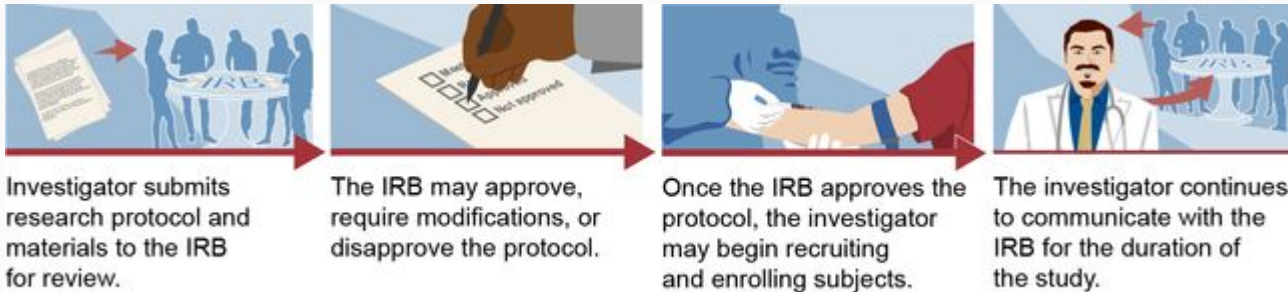 IRB
Approved
Not approved
IRB
Investigator submits
research protocol and
materials to the IRB
for review.
The IRB may approve,
require modifications, or
disapprove the protocol.
Once the IRB approves the
protocol, the investigator
may begin recruiting
and enrolling subjects.
The investigator continues
to communicate with the
IRB for the duration of
the study.